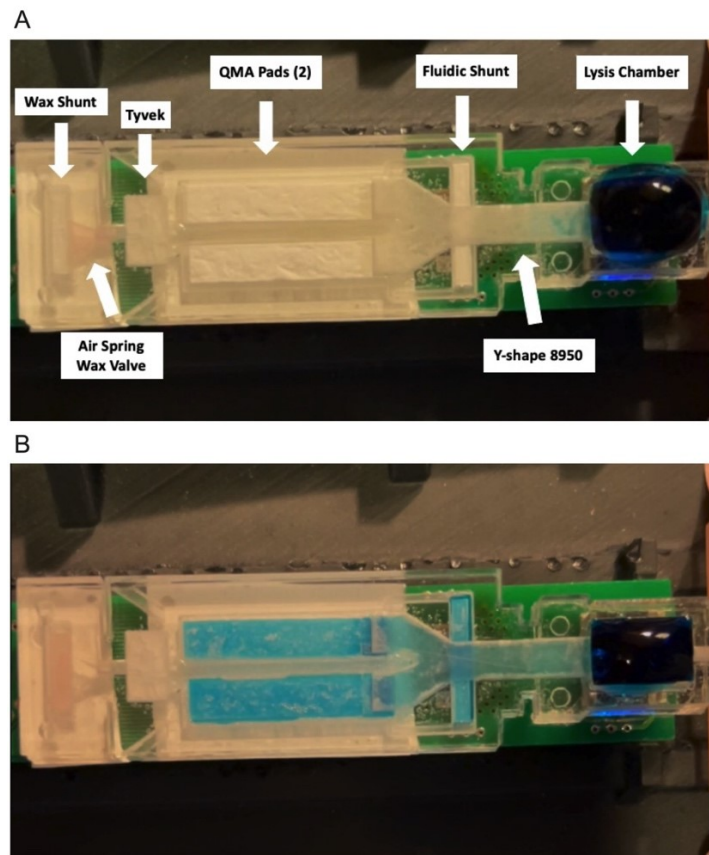 A
QMA Pads (2)
Fluidic Shunt
Lysis Chamber
Wax Shunt
Tyvek
Air Spring
Wax Valve
Y-shape 8950
B